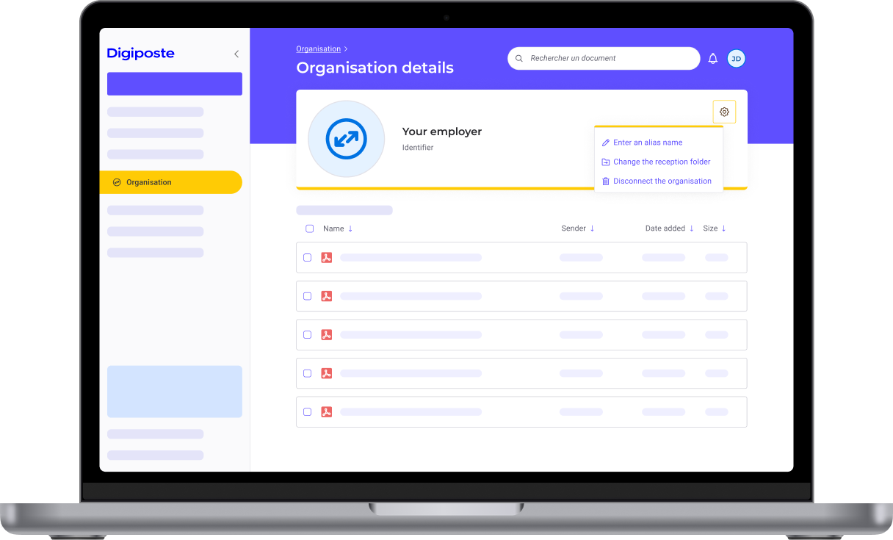 Digiposte
Organisation
Organisation >
Organisation details
Rechercher un document
JD
Your employer
Identifier
Enter an alias name
Change the reception folder
Disconnect the organisation
Name ↓ Sender ↓ Date added ↓ Size ↓